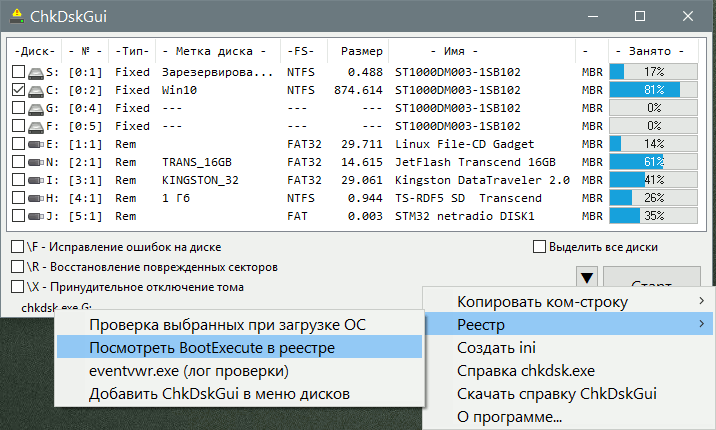 ChkDskGui
-Диск- - № - -Тип- - Метка диска - -FS- Размер - Имя - - - Занято -
S: [0:1] Fixed Зарезервирова... NTFS 0.488 ST1000DM003-1SB102 MBR 17%
C: [0:2] Fixed Win10 NTFS 874.614 ST1000DM003-1SB102 MBR 81%
G: [0:4] Fixed --- --- --- ST1000DM003-1SB102 MBR 0%
F: [0:5] Fixed --- --- --- ST1000DM003-1SB102 MBR 0%
E: [1:1] Rem FAT32 29.711 Linux File-CD Gadget MBR 14%
N: [2:1] Rem TRANS_16GB FAT32 14.615 JetFlash Transcend 16GB MBR 61%
I: [3:1] Rem KINGSTON_32 FAT32 29.061 Kingston DataTraveler 2.0 MBR 41%
H: [4:1] Rem 1 Гб NTFS 0.944 TS-RDF5 SD Transcend MBR 26%
J: [5:1] Rem FAT 0.003 STM32 netradio DISK1 MBR 35%
\F - Исправление ошибок на диске
Выделить все диски
\R - Восстановление поврежденных секторов
\X - Принудительное отключение тома
▼ Старт
chkdsk.exe G:
Копировать ком-строку
Реестр
Создать ini
Справка chkdsk.exe
Скачать справку ChkDskGui
О программе...
Проверка выбранных при загрузке ОС
Посмотреть BootExecute в реестре
eventvwr.exe (лог проверки)
Добавить ChkDskGui в меню дисков